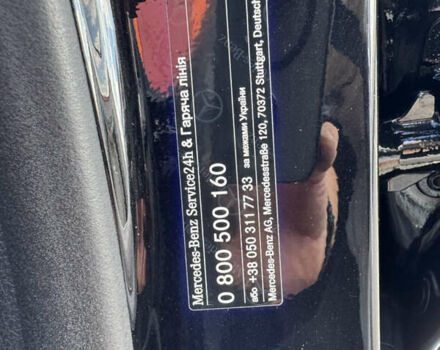 Mercedes-Benz Service24h & Гаряча лінія
0 800 500 160
або +38 050 311 77 33 за межами України
Mercedes-Benz AG, Mercedesstraße 120, 70372 Stuttgart, Deutsch